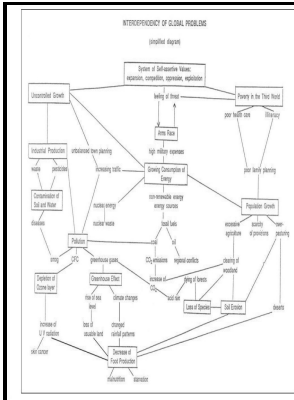 INTERDEPENDENCY OF GLOBAL PROBLEMS
(simplified diagram)
System of Self-assertive Values:
expansion, competition, oppression, exploitation
Uncontrolled Growth
feeling of threat
Poverty in the Third World
poor health care
illiteracy
Arms Race
Industrial Production
unbalanced town planning
high military expenses
waste
pesticides
increasing traffic
Growing Consumption of
Energy
poor family planning
Contamination of
Soil and Water
nuclear energy
non-renewable energy
energy sources
Population Growth
diseases
nuclear waste
fossil fuels
excessive
agriculture
scarcity
of provisions
over-
pasturing
Pollution
coal
oil
smog
CFC
greenhouse gases
CO2 emissions
regional conflicts
clearing of
woodland
Depletion of
Ozone layer
Greenhouse Effect
increase of
CO2
dying of forests
acid rain
rise of sea
level
climate changes
Loss of Species
Soil Erosion
deserts
increase of
U.V radiation
loss of
usable land
changed
rainfall patterns
skin cancer
Decrease of
Food Production
malnutrition
starvation